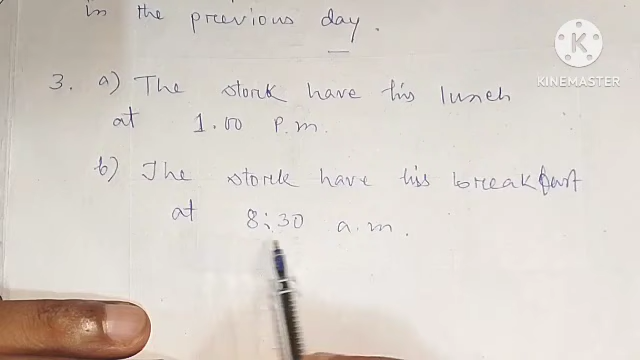 in the previous day.
KINEMASTER
3. a) The stork have his lunch
at 1.00 P.m.
b) The stork have his breakfast
at 8:30 a.m.